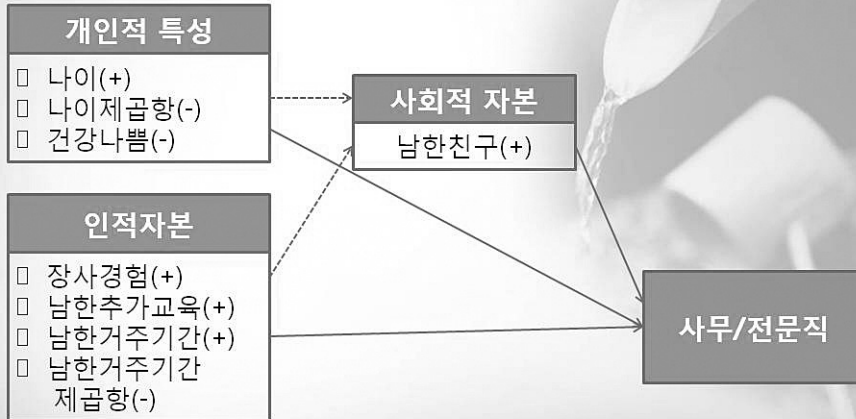 개인적 특성
▯ 나이(+)
▯ 나이제곱항(-)
▯ 건강나쁨(-)
사회적 자본
남한친구(+)
인적자본
▯ 장사경험(+)
▯ 남한추가교육(+)
▯ 남한거주기간(+)
▯ 남한거주기간
제곱항(-)
사무/전문직